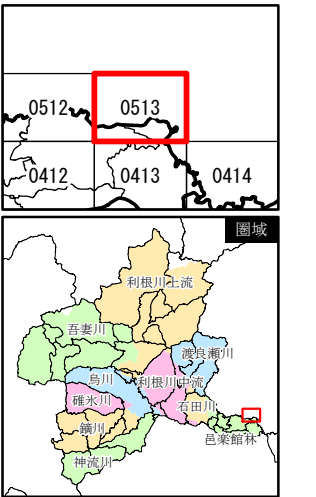 0512 0513
0412 0413 0414
圏域
利根川上流
吾妻川
渡良瀬川
烏川 利根川中流
碓氷川
石田川
鏑川
邑楽館林
神流川